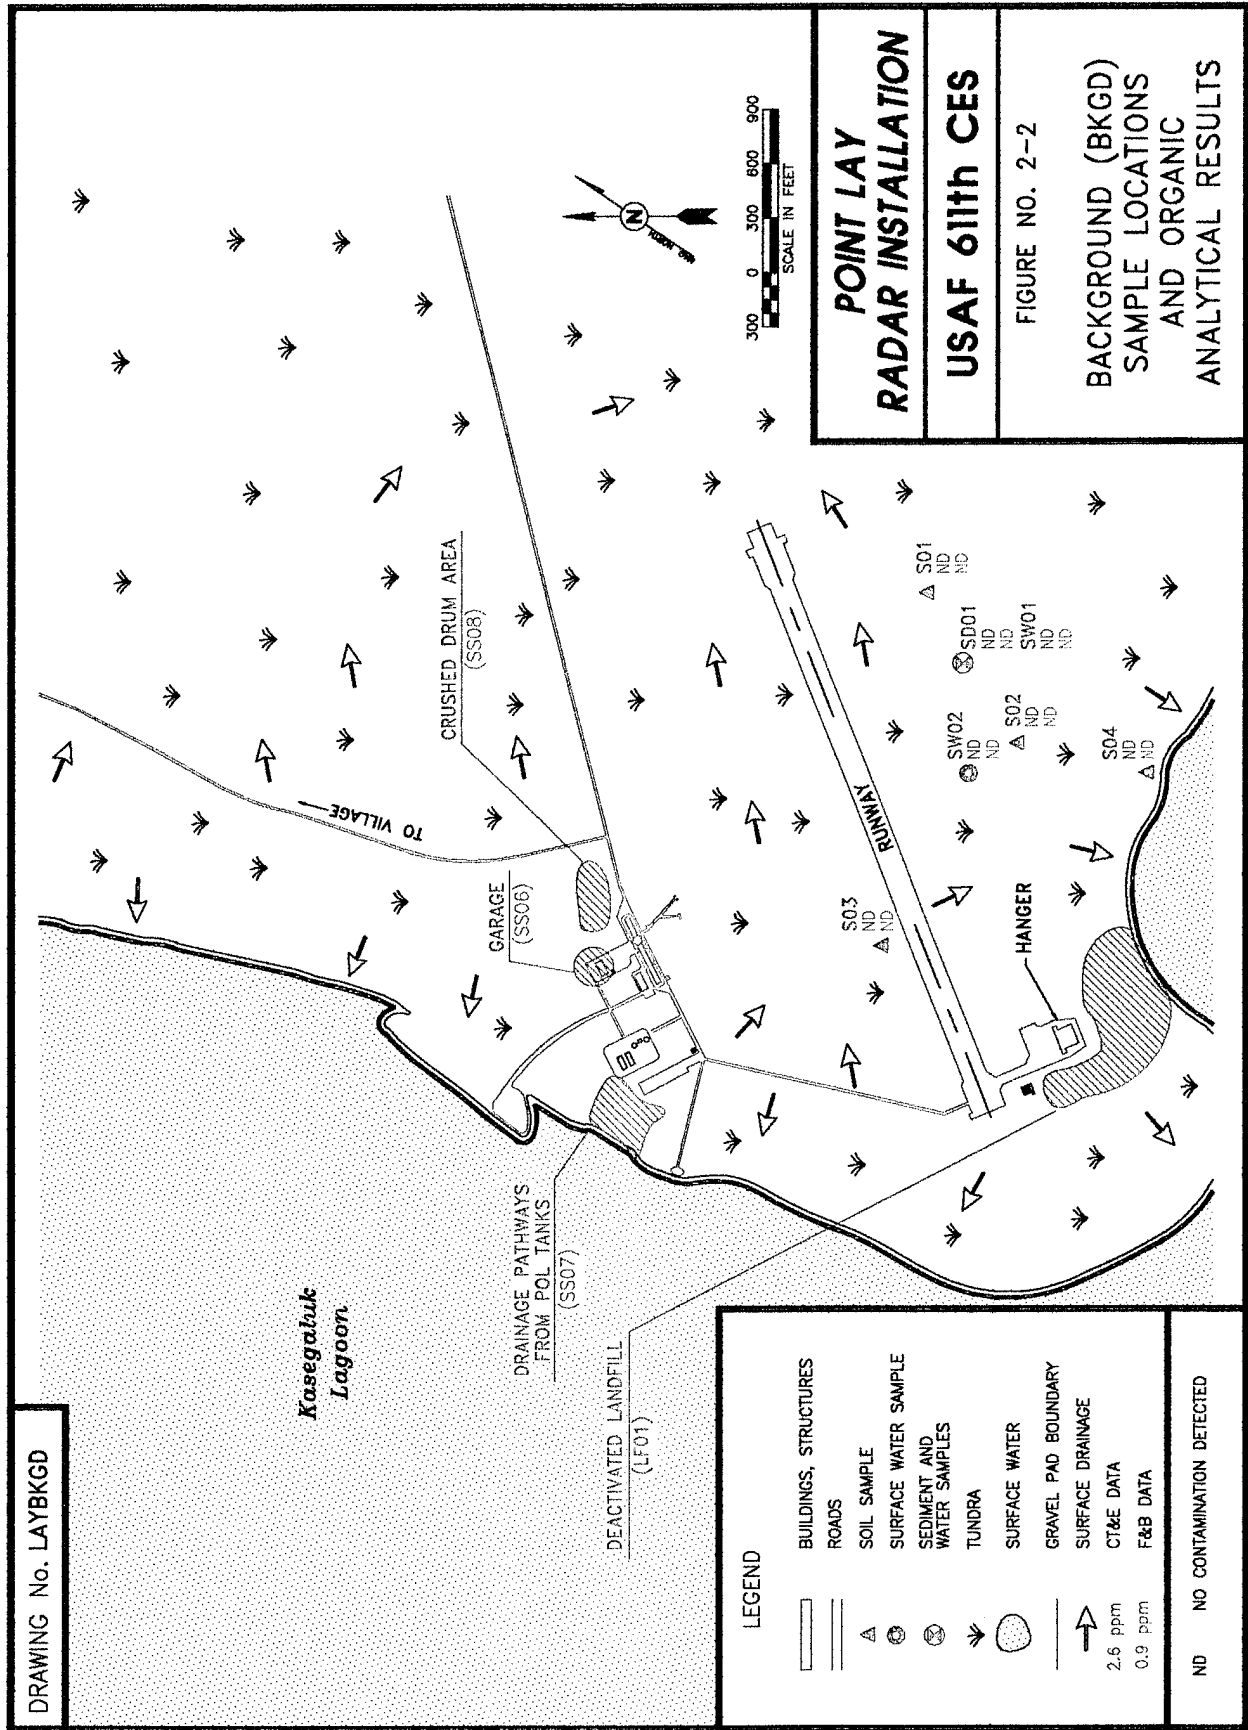 DRAWING No. LAYBKGD
Kasegaluk
Lagoon
TO VILLAGE
CRUSHED DRUM AREA
(SS08)
GARAGE
(SS06)
DRAINAGE PATHWAYS
FROM POL TANKS
(SS07)
DEACTIVATED LANDFILL
(LF01)
RUNWAY
HANGER
S03
ND
ND
SW02
ND
ND
S02
ND
ND
S04
ND
ND
S01
ND
ND
SD01
ND
ND
SW01
ND
ND
N
MAG NORTH
300 0 300 600 900
SCALE IN FEET
LEGEND
BUILDINGS, STRUCTURES
ROADS
SOIL SAMPLE
SURFACE WATER SAMPLE
SEDIMENT AND
WATER SAMPLES
TUNDRA
SURFACE WATER
GRAVEL PAD BOUNDARY
SURFACE DRAINAGE
2.6 ppm CT&E DATA
0.9 ppm F&B DATA
ND NO CONTAMINATION DETECTED
POINT LAY
RADAR INSTALLATION
USAF 611th CES
FIGURE NO. 2-2
BACKGROUND (BKGD)
SAMPLE LOCATIONS
AND ORGANIC
ANALYTICAL RESULTS